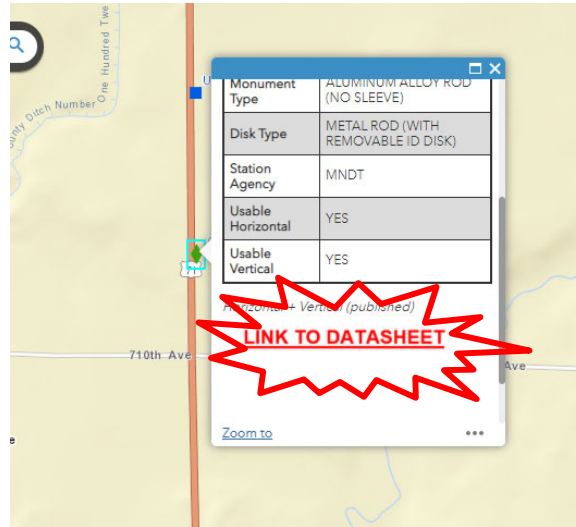 One Hundred Twe
U
unty Ditch Number
Monument Type
ALUMINUM ALLOY ROD (NO SLEEVE)
Disk Type
METAL ROD (WITH REMOVABLE ID DISK)
Station Agency
MNDT
Usable Horizontal
YES
Usable Vertical
YES
71
Horizontal + Vertical (published)
LINK TO DATASHEET
710th Ave
Ave
e
Zoom to